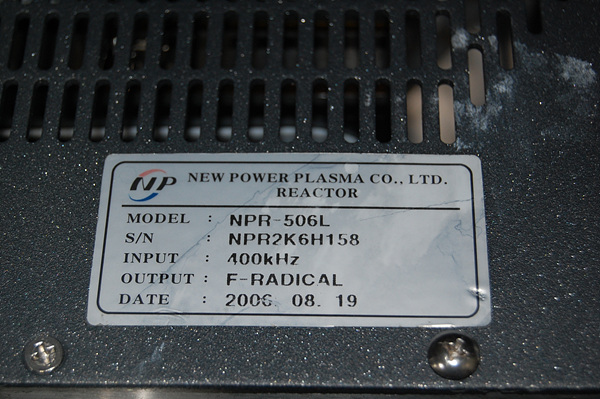 NP NEW POWER PLASMA CO., LTD.
REACTOR
MODEL : NPR-506L
S/N : NPR2K6H158
INPUT : 400kHz
OUTPUT : F-RADICAL
DATE : 2006. 08. 19